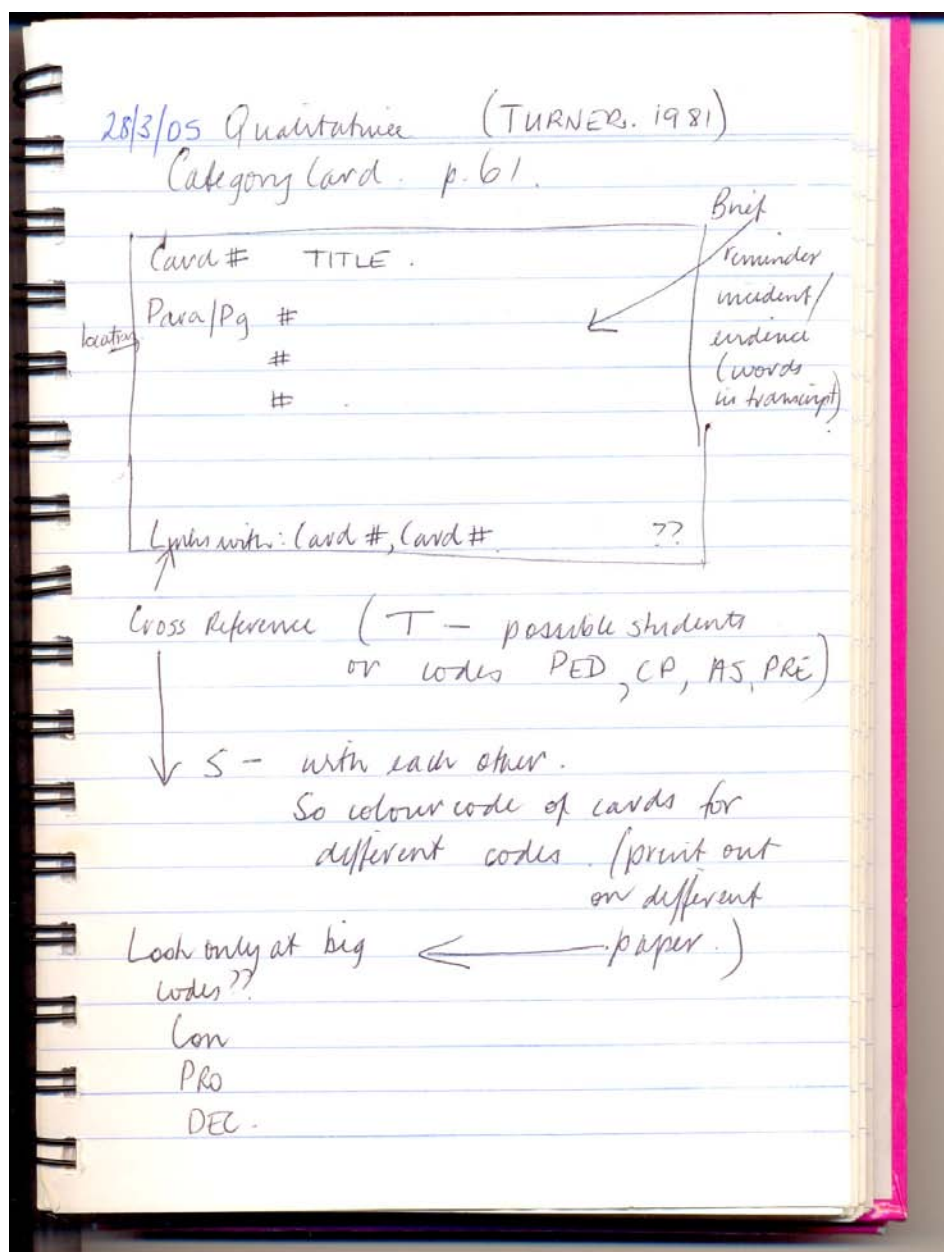 28/3/05 Qualitative (TURNER. 1981)
Category Card. p. 61.
Card # TITLE.
Para/Pg #
location
#
#
Brief
reminder
incident/
evidence
(words
in transcript)
Links with: Card #, Card # ??
Cross Reference (T - possible students
or codes PED, CP, AS, PRE)
S - with each other.
So colour code of cards for
different codes. (print out
on different
paper.)
Look only at big
codes??
Con
PRO
DEC.